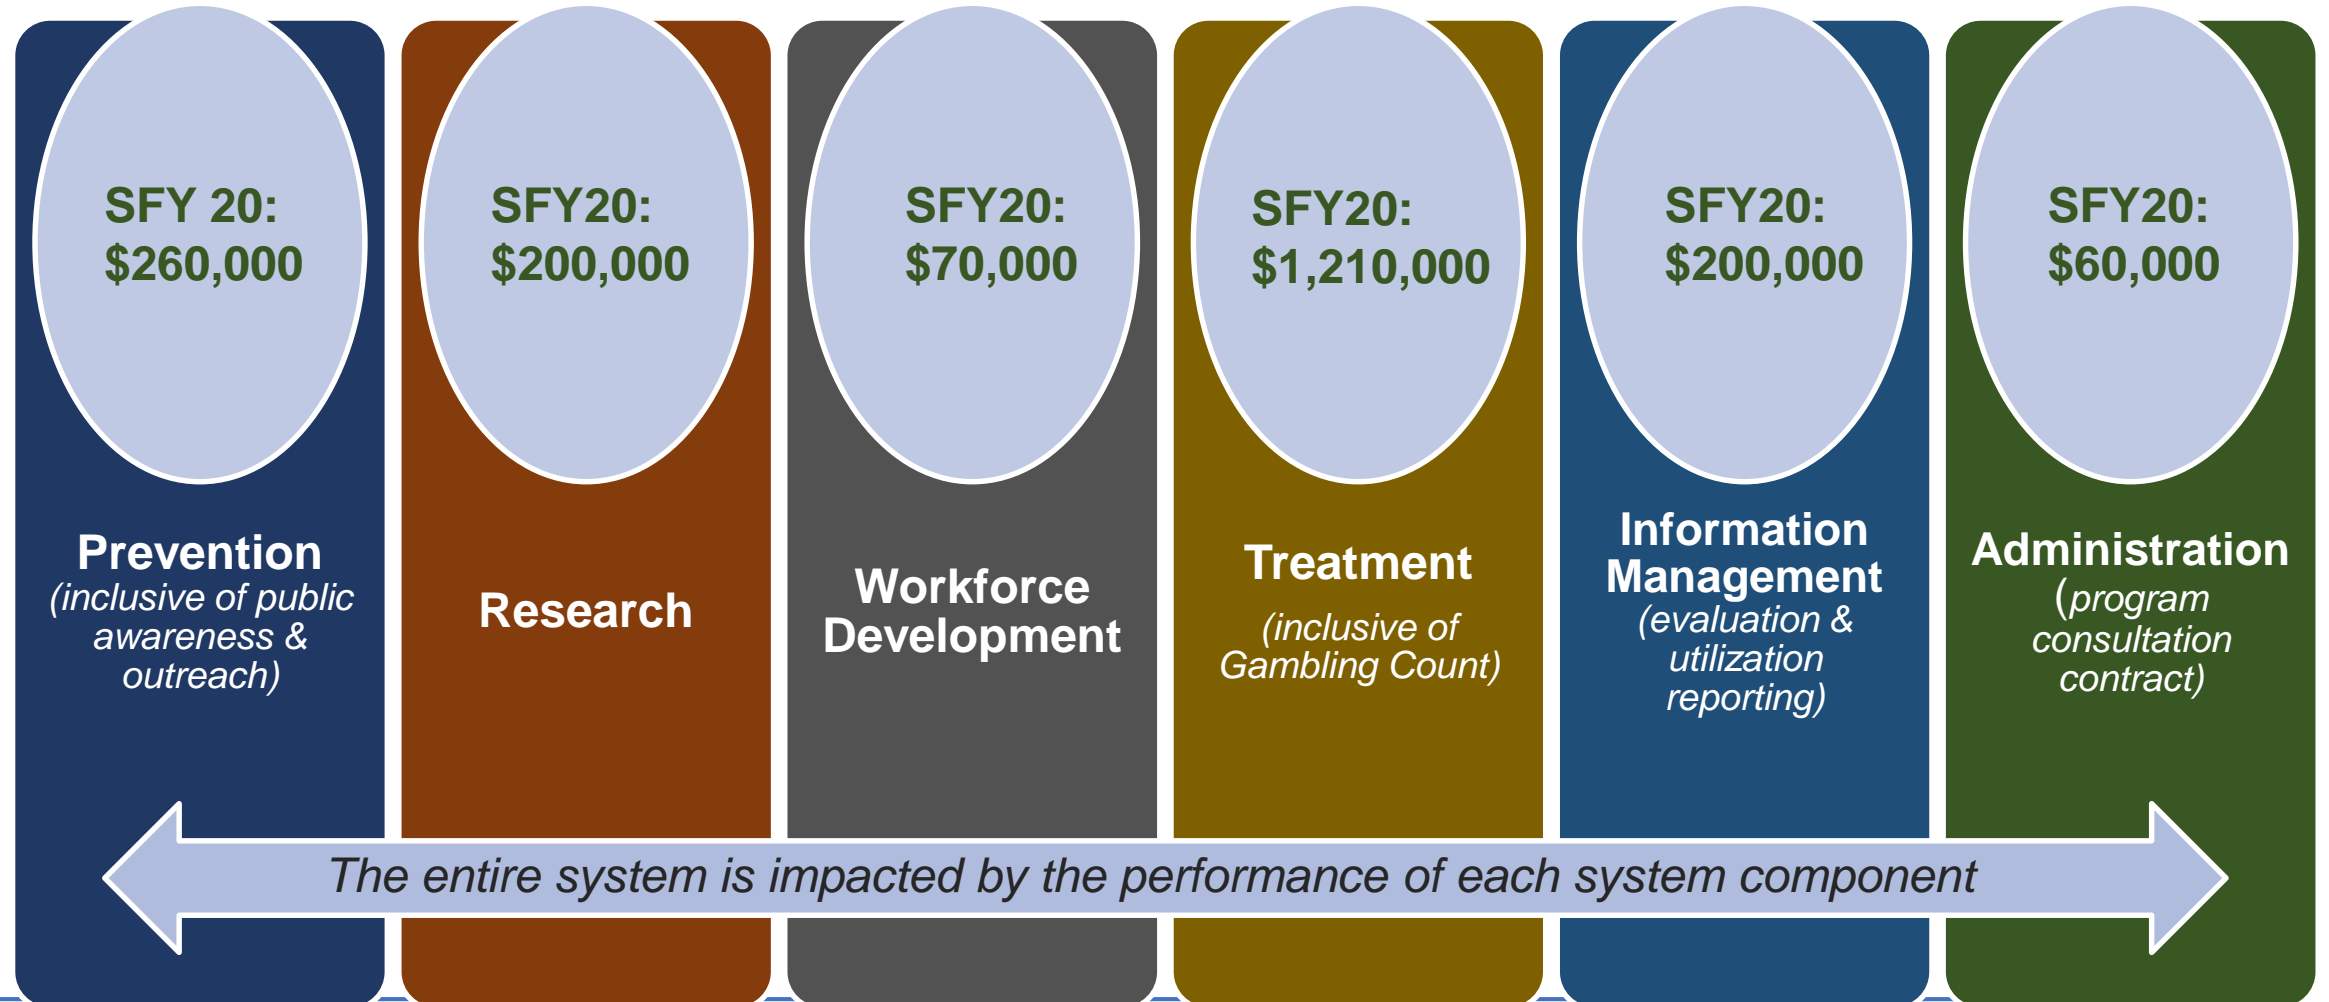 SFY 20:
$260,000
Prevention
(inclusive of public
awareness &
outreach)
SFY20:
$200,000
Research
SFY20:
$70,000
Workforce
Development
SFY20:
$1,210,000
Treatment
(inclusive of
Gambling Count)
SFY20:
$200,000
Information
Management
(evaluation &
utilization
reporting)
SFY20:
$60,000
Administration
(program
consultation
contract)
The entire system is impacted by the performance of each system component